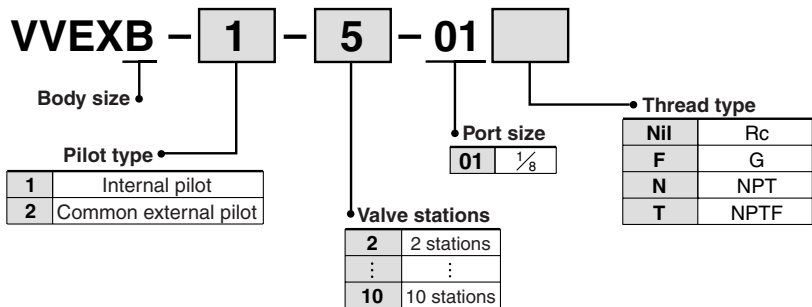 VVEXB – 1 – 5 – 01
Body size
Pilot type
1 Internal pilot
2 Common external pilot
Valve stations
2 2 stations
⋮ ⋮
10 10 stations
Port size
01 1/8
Thread type
Nil Rc
F G
N NPT
T NPTF